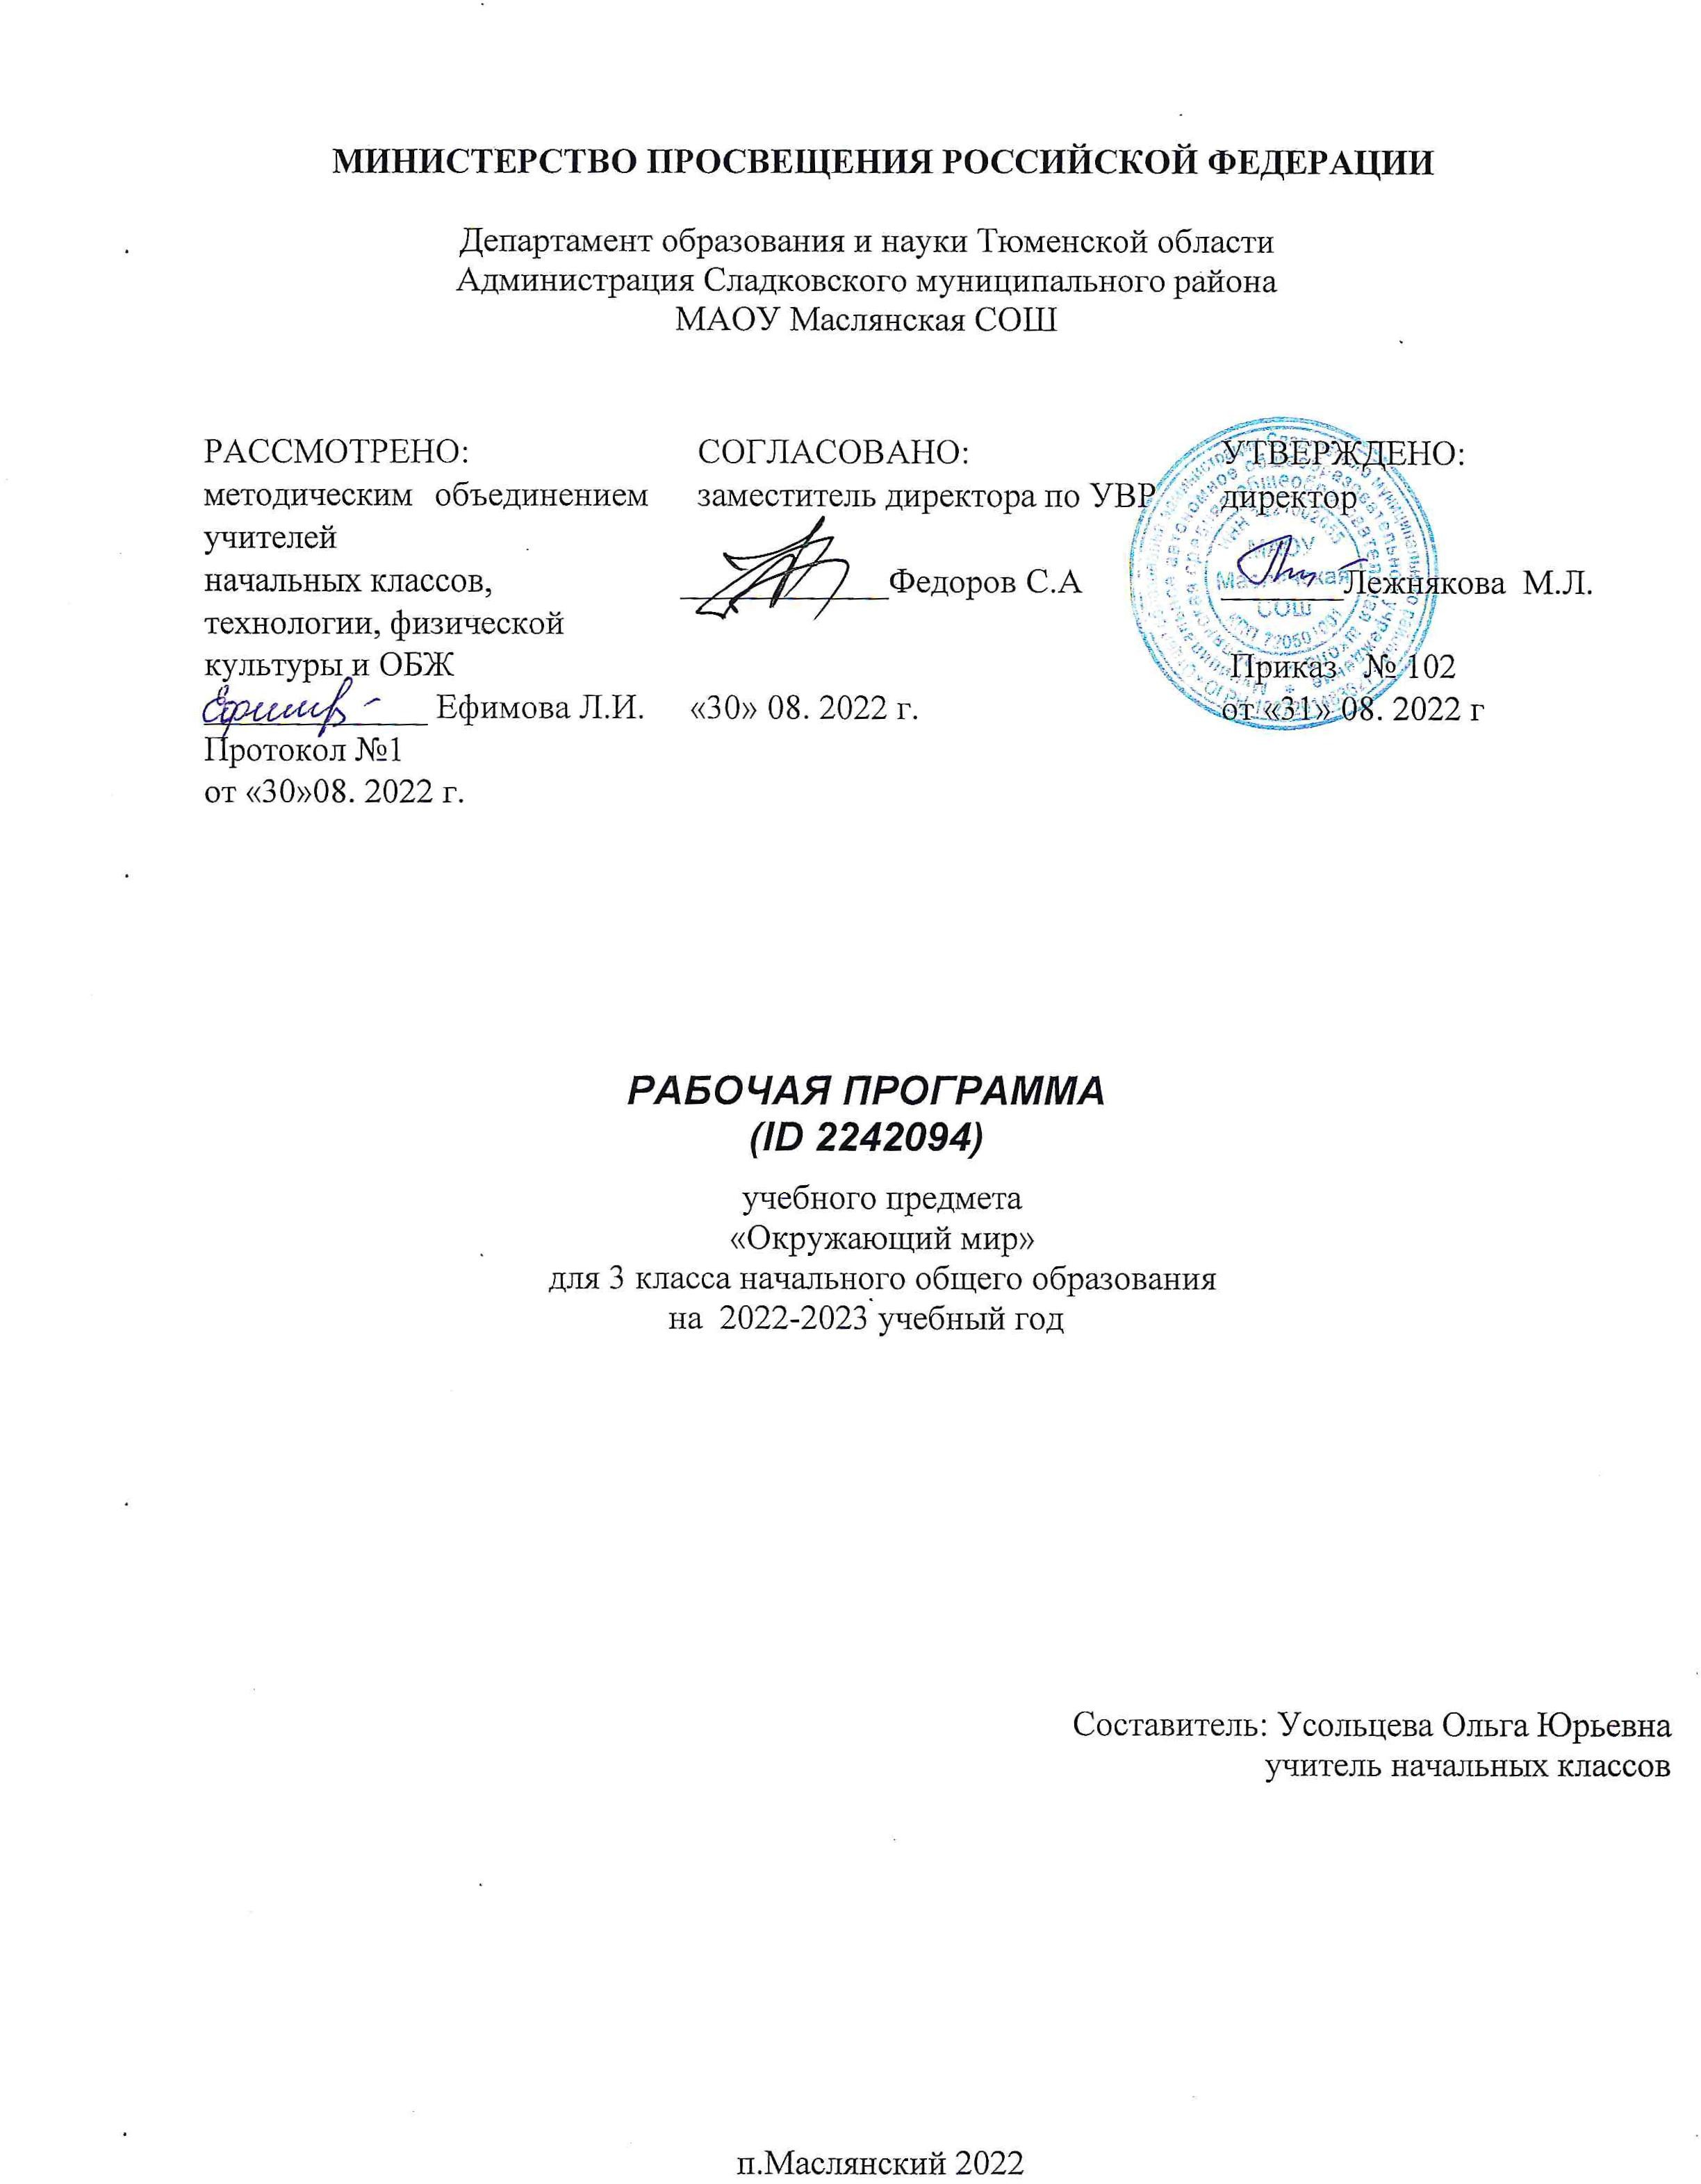 МИНИСТЕРСТВО ПРОСВЕЩЕНИЯ РОССИЙСКОЙ ФЕДЕРАЦИИ
Департамент образования и науки Тюменской области
Администрация Сладковского муниципального района
МАОУ Маслянская СОШ
РАССМОТРЕНО:
методическим объединением
учителей
начальных классов,
технологии, физической
культуры и ОБЖ
Ефимова Л.И.
Протокол №1
от «30»08. 2022 г.
СОГЛАСОВАНО:
заместитель директора по УВР
Федоров С.А
«30» 08. 2022 г.
УТВЕРЖДЕНО:
директор
Лежнякова М.Л.
Приказ № 102
от «31» 08. 2022 г
МАОУ
Маслянская
СОШ
РАБОЧАЯ ПРОГРАММА
(ID 2242094)
учебного предмета
«Окружающий мир»
для 3 класса начального общего образования
на 2022-2023 учебный год
Составитель: Усольцева Ольга Юрьевна
учитель начальных классов
п.Маслянский 2022